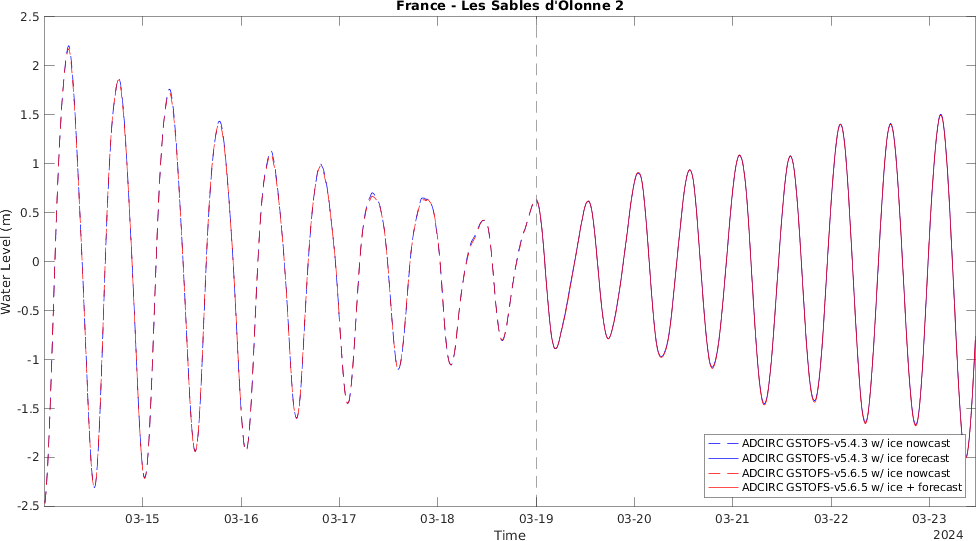 France - Les Sables d'Olonne 2
2.5
2
1.5
1
0.5
0
-0.5
-1
-1.5
-2
-2.5
Water Level (m)
ADCIRC GSTOFS-v5.4.3 w/ ice nowcast
ADCIRC GSTOFS-v5.4.3 w/ ice forecast
ADCIRC GSTOFS-v5.6.5 w/ ice nowcast
ADCIRC GSTOFS-v5.6.5 w/ ice + forecast
03-15 03-16 03-17 03-18 03-19 03-20 03-21 03-22 03-23
Time
2024